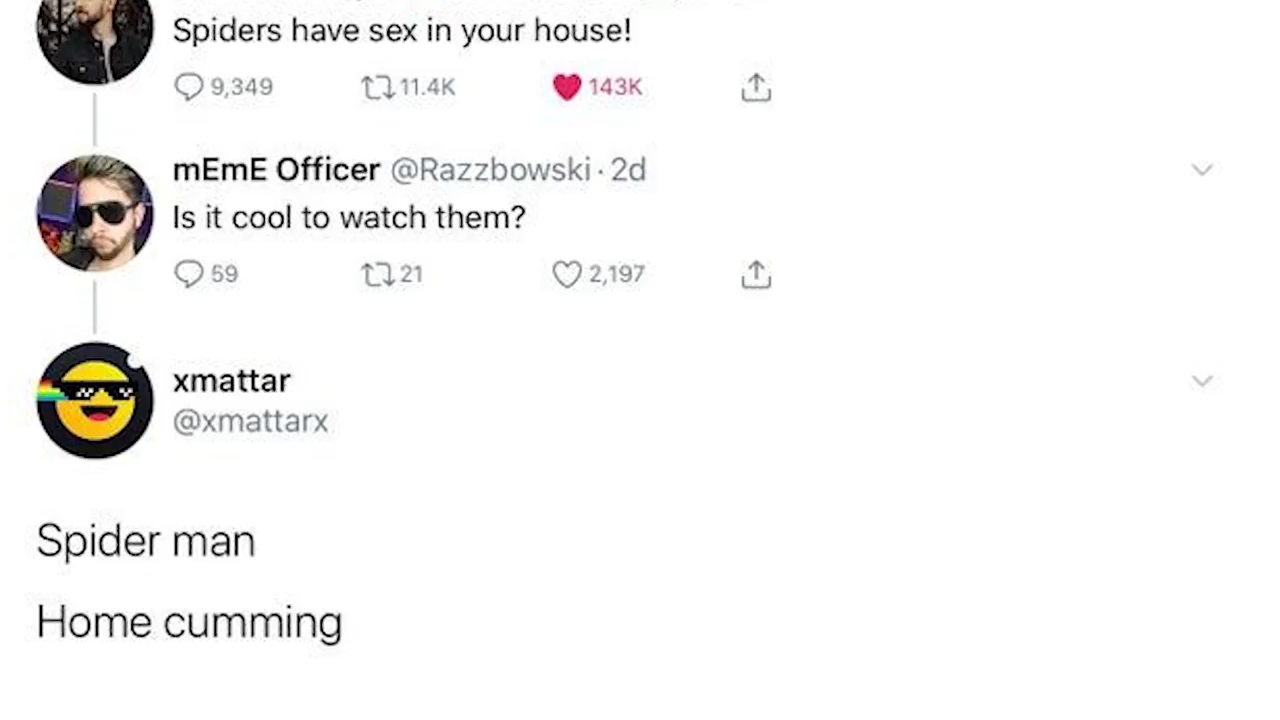 Spiders have sex in your house!
9,349 11.4K 143K
mEmE Officer @Razzbowski · 2d
Is it cool to watch them?
59 21 2,197
xmattar
@xmattarx
Spider man
Home cumming